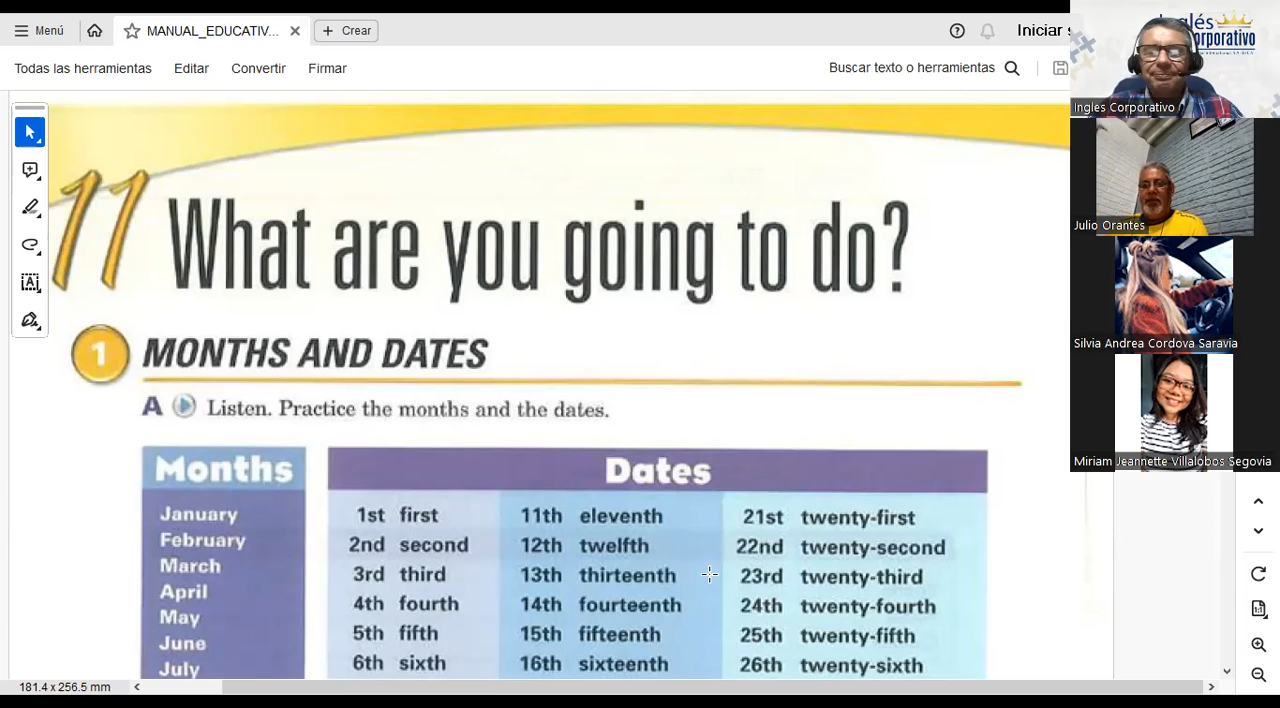 Menú
MANUAL_EDUCATIV...
Crear
Iniciar s
Todas las herramientas
Editar
Convertir
Firmar
Buscar texto o herramientas
11 What are you going to do?
1 MONTHS AND DATES
A Listen. Practice the months and the dates.
Months
January
February
March
April
May
June
July
Dates
1st first
2nd second
3rd third
4th fourth
5th fifth
6th sixth
11th eleventh
12th twelfth
13th thirteenth
14th fourteenth
15th fifteenth
16th sixteenth
21st twenty-first
22nd twenty-second
23rd twenty-third
24th twenty-fourth
25th twenty-fifth
26th twenty-sixth
181.4 x 256.5 mm
Inglés
Corporativo
Ingles Corporativo
Julio Orantes
Silvia Andrea Cordova Saravia
Miriam Jeannette Villalobos Segovia